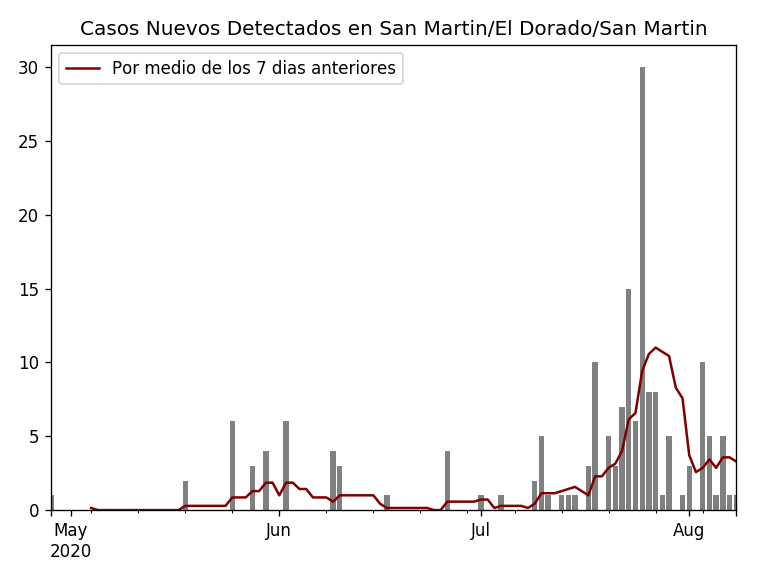 Casos Nuevos Detectados en San Martin/El Dorado/San Martin
Por medio de los 7 dias anteriores
30
25
20
15
10
5
0
May
2020
Jun
Jul
Aug